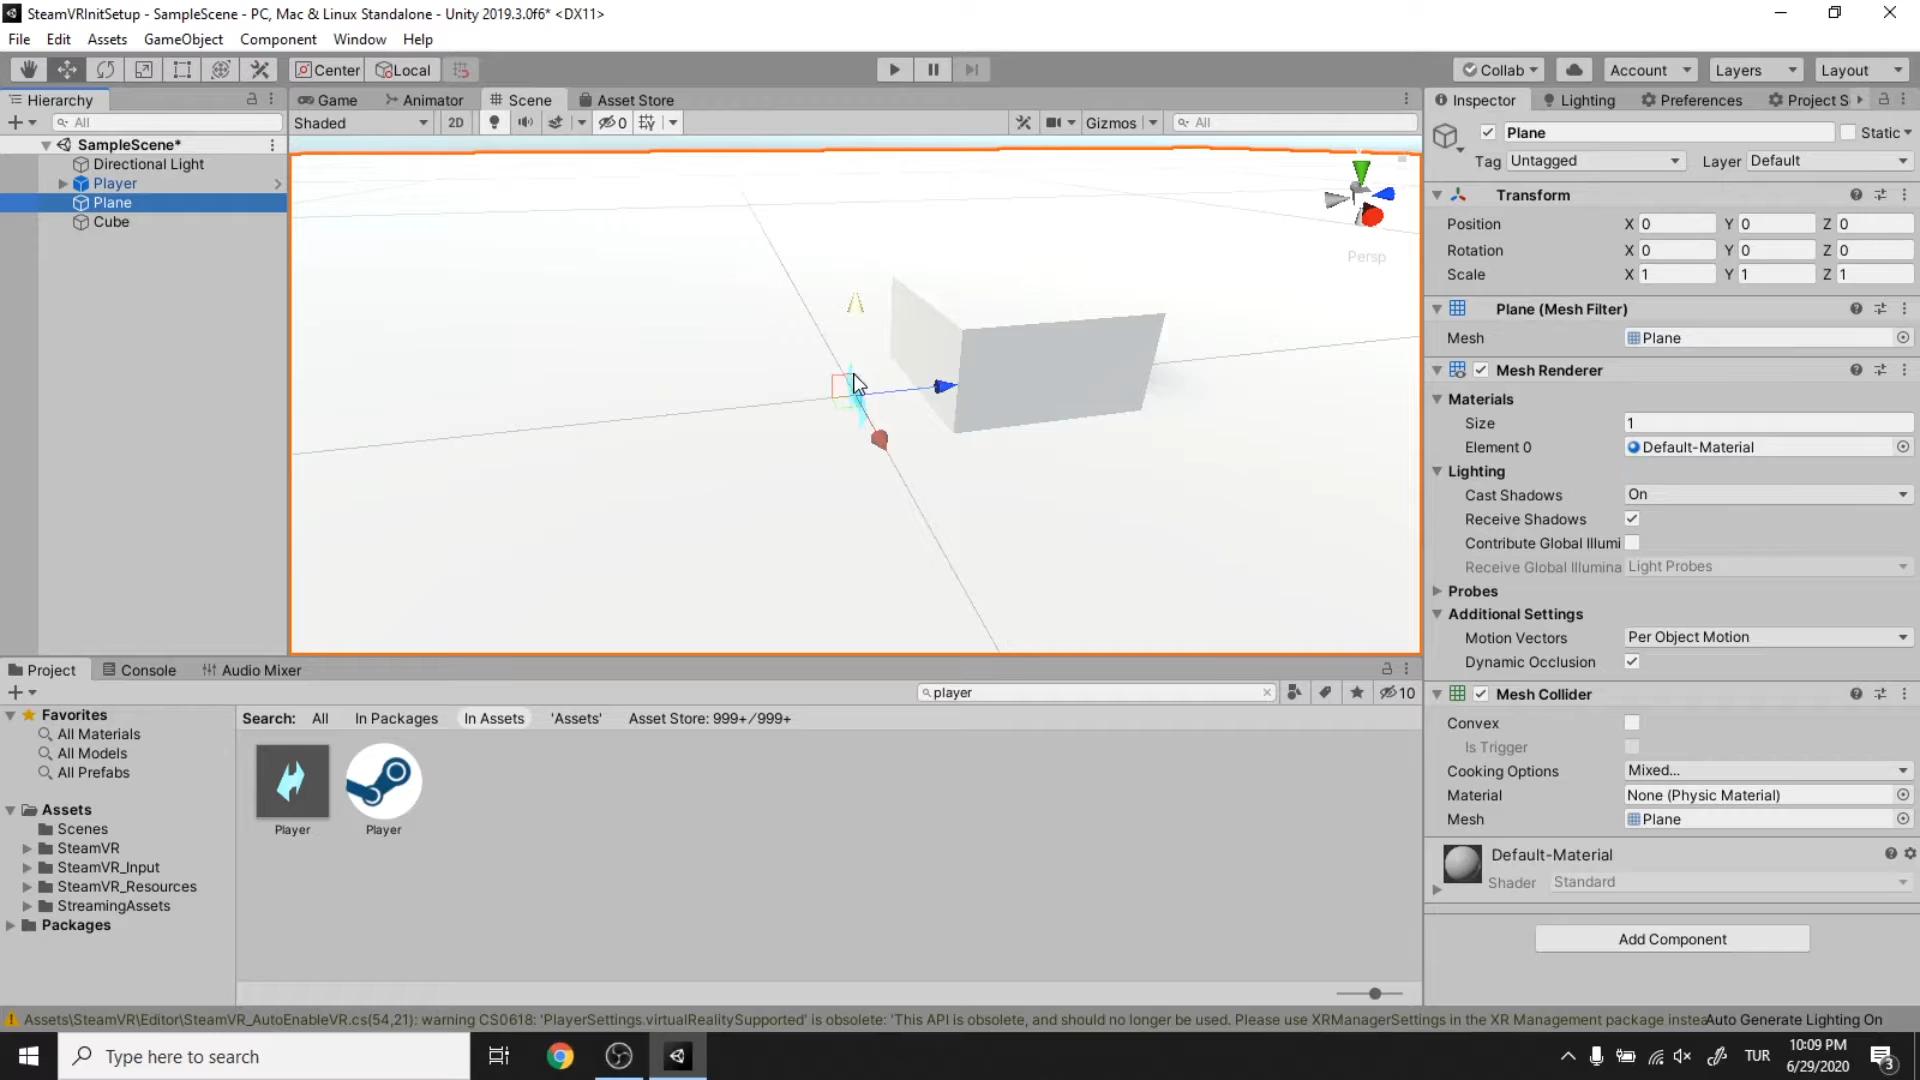 SteamVRInitSetup - SampleScene - PC, Mac & Linux Standalone - Unity 2019.3.0f6* <DX11>
File Edit Assets GameObject Component Window Help
Center Local Collab Account Layers Layout
Hierarchy Game Animator Scene Asset Store Inspector Lighting Preferences Project S
All Shaded 2D 0 Gizmos All Plane Static
SampleScene*
Directional Light
Player
Plane
Cube
Persp
Tag Untagged Layer Default
Transform
Position X 0 Y 0 Z 0
Rotation X 0 Y 0 Z 0
Scale X 1 Y 1 Z 1
Plane (Mesh Filter)
Mesh Plane
Mesh Renderer
Materials
Size 1
Element 0 Default-Material
Lighting
Cast Shadows On
Receive Shadows
Contribute Global Illumi
Receive Global Illumina Light Probes
Probes
Additional Settings
Motion Vectors Per Object Motion
Dynamic Occlusion
Mesh Collider
Convex
Is Trigger
Cooking Options Mixed...
Material None (Physic Material)
Mesh Plane
Default-Material
Shader Standard
Add Component
Project Console Audio Mixer
player 10
Search: All In Packages In Assets 'Assets' Asset Store: 999+/999+
Favorites
All Materials
All Models
All Prefabs
Assets
Scenes
SteamVR
SteamVR_Input
SteamVR_Resources
StreamingAssets
Packages
Player Player
Assets\SteamVR\Editor\SteamVR_AutoEnableVR.cs(54,21): warning CS0618: 'PlayerSettings.virtualRealitySupported' is obsolete: 'This API is obsolete, and should no longer be used. Please use XRManagerSettings in the XR Management package instea Auto Generate Lighting On
Type here to search TUR 10:09 PM
6/29/2020 3